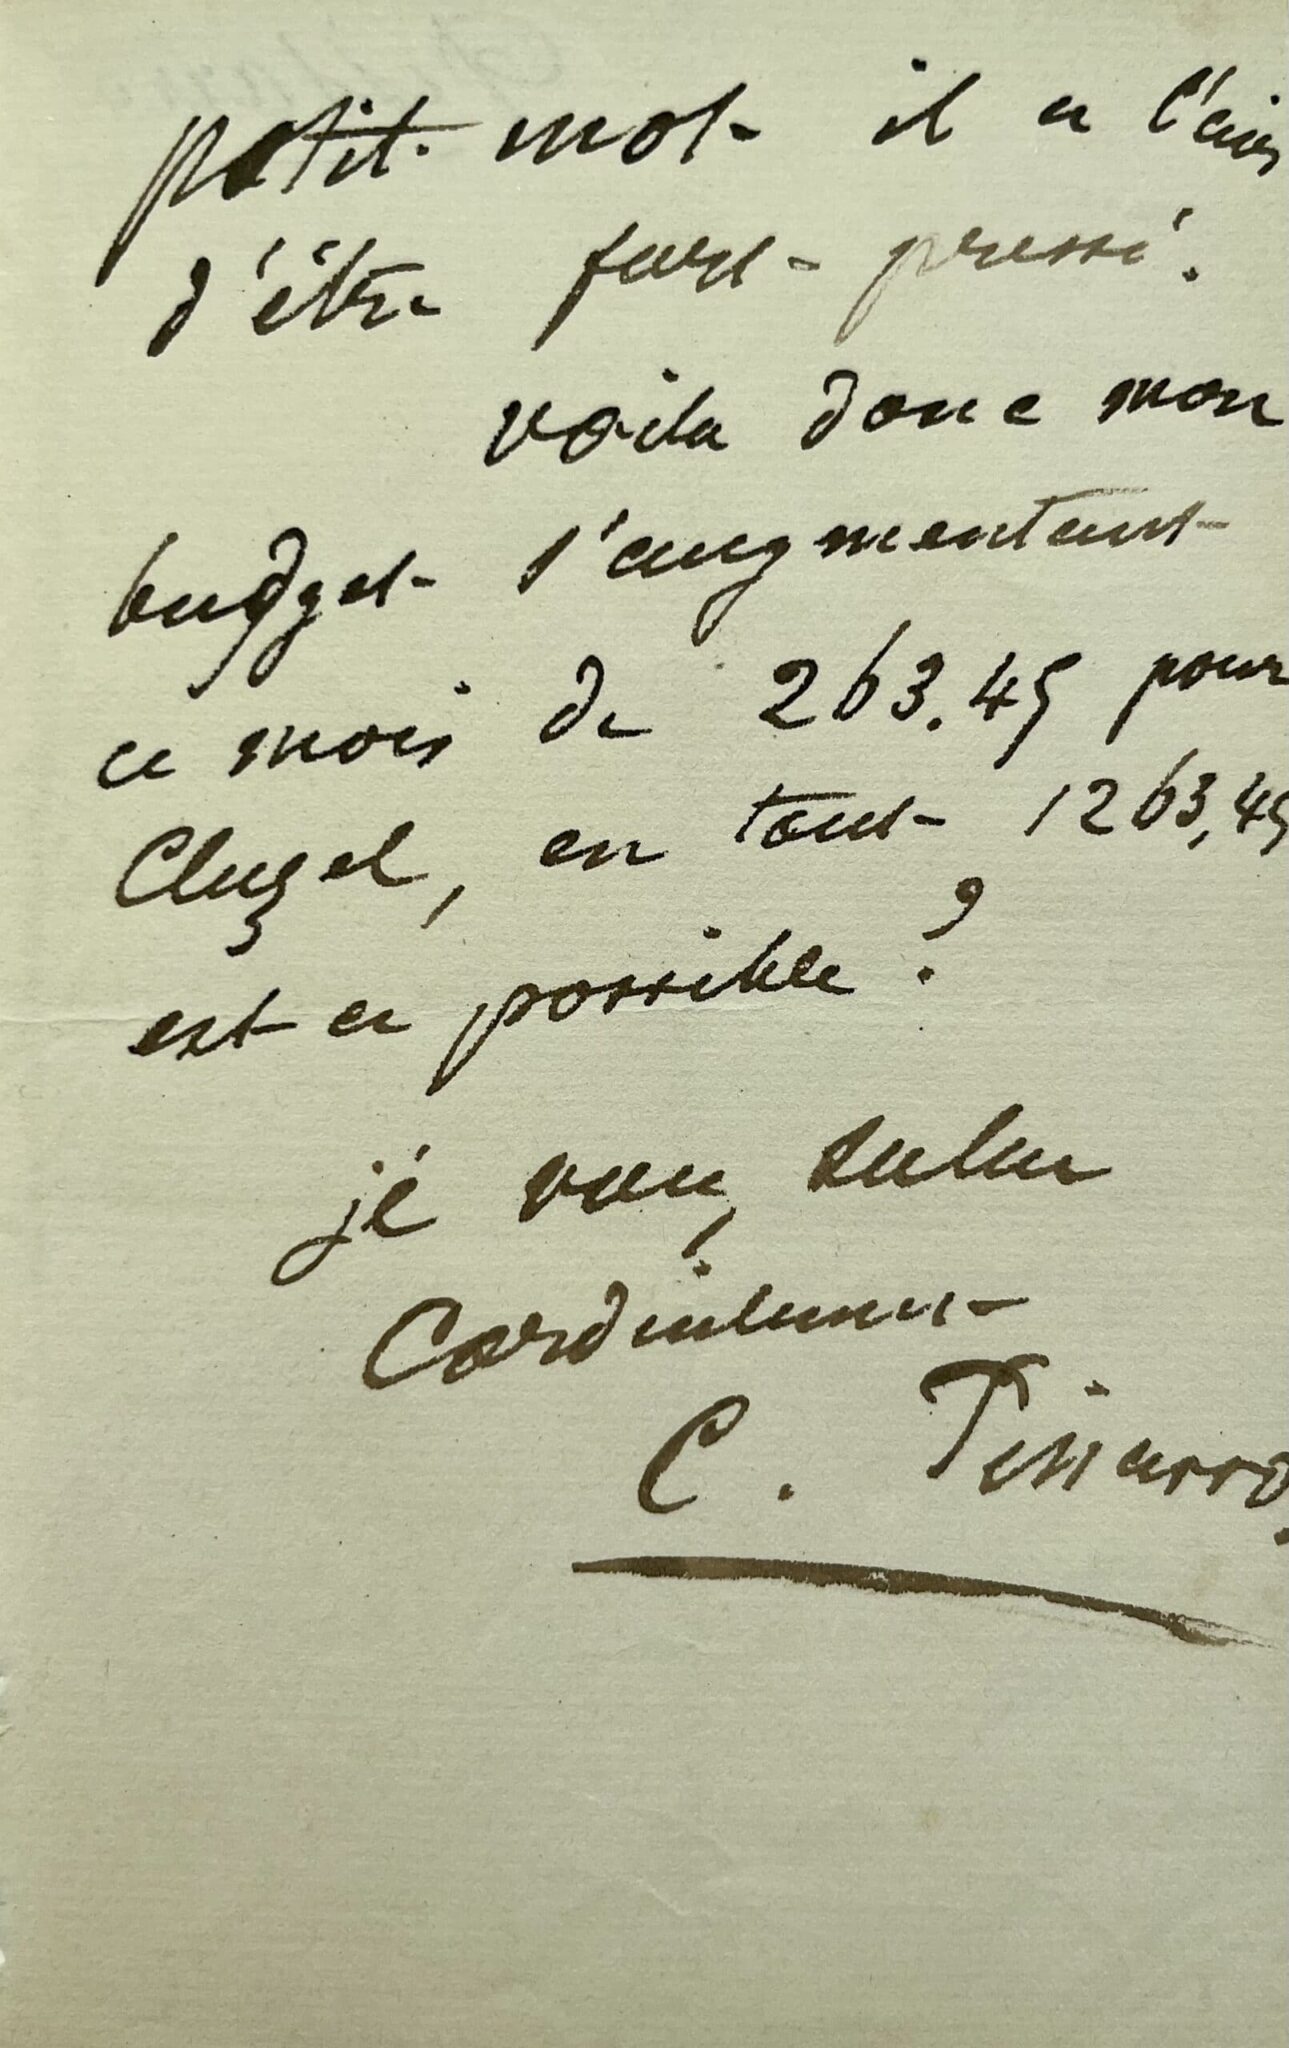 petit mot il a l'air
d'être fort pressé.
voila donc mon
budget s'augmentant
ce mois de 263.45 pour
Cluzel, en tout 1263,45
est ce possible?
je vous salue
Cordialement
C. Pissarro.